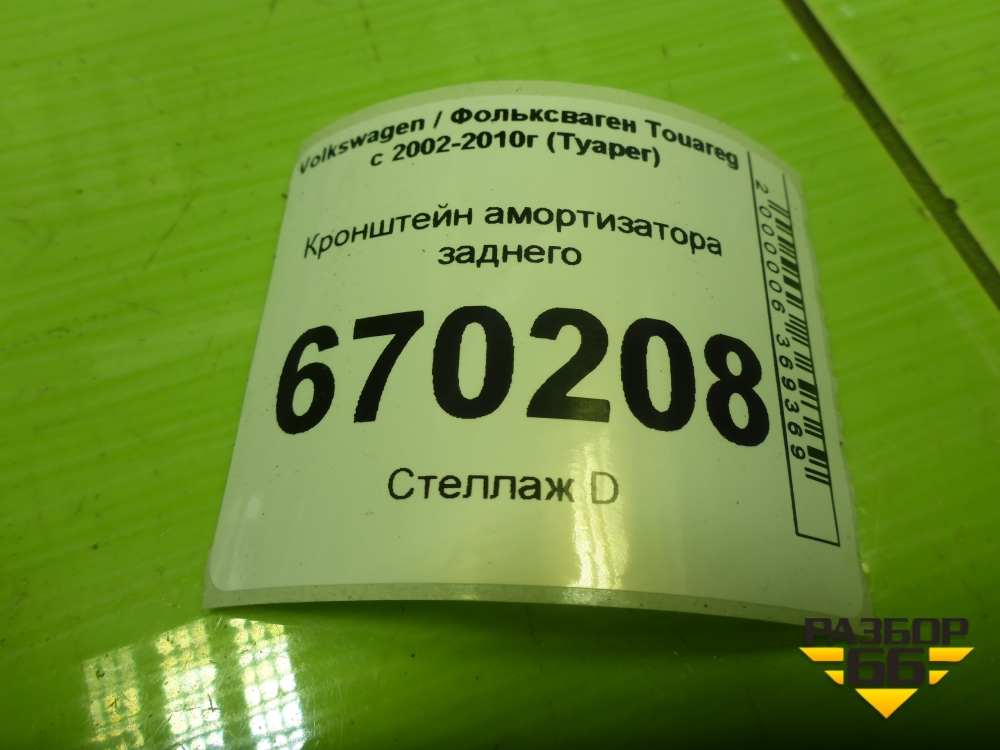 Volkswagen / Фольксваген Touareg
с 2002-2010г (Туарег)
Кронштейн амортизатора
заднего
670208
Стеллаж D
2000006369369
РАЗБОР
66